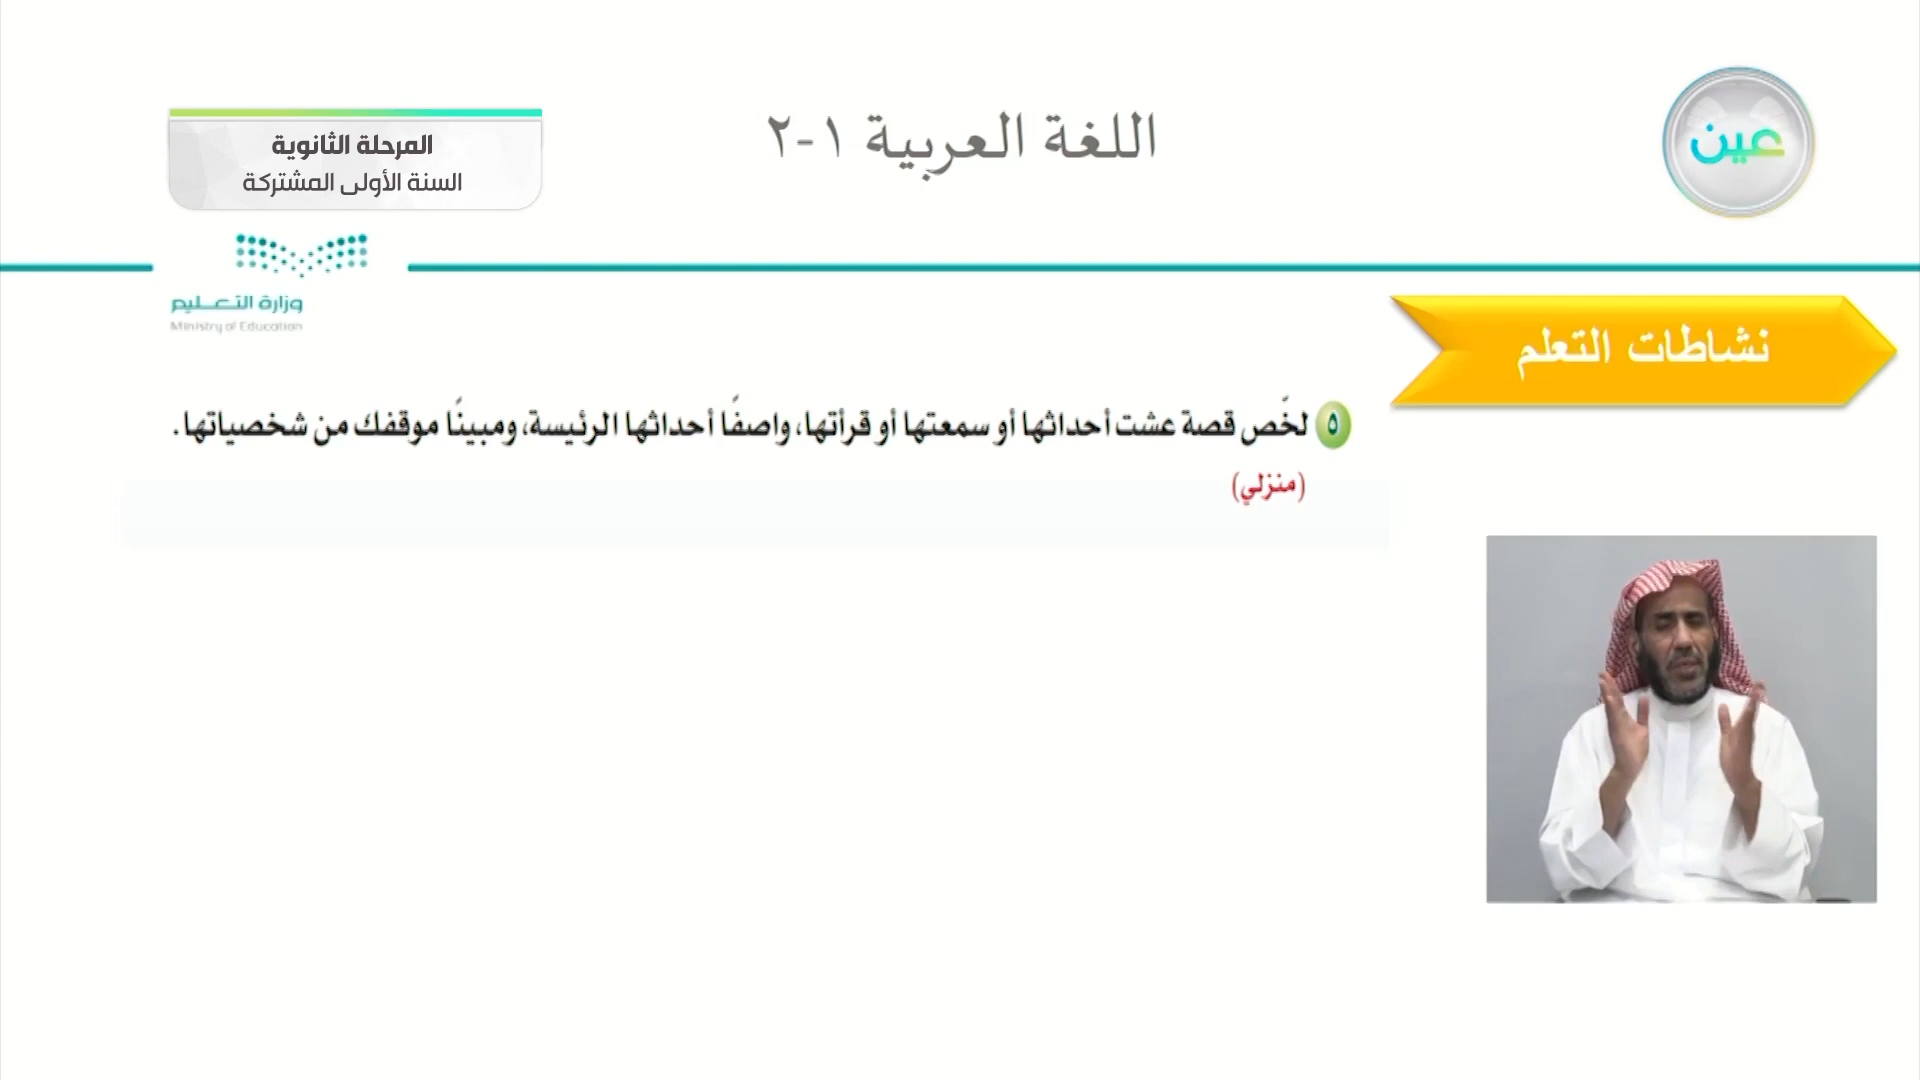 عين
اللغة العربية ١-٢
المرحلة الثانوية
السنة الأولى المشتركة
وزارة التعليم
Ministry of Education
نشاطات التعلم
٥ لخّص قصة عشت أحداثها أو سمعتها أو قرأتها، واصفًا أحداثها الرئيسة، ومبينًا موقفك من شخصياتها.
(منزلي)